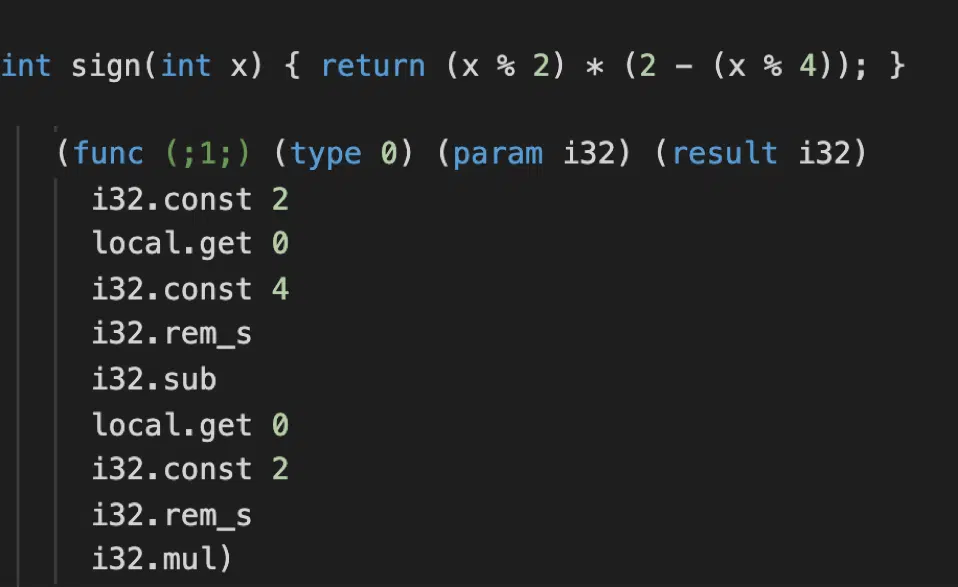 int sign(int x) { return (x % 2) * (2 - (x % 4)); }
(func (;1;) (type 0) (param i32) (result i32)
i32.const 2
local.get 0
i32.const 4
i32.rem_s
i32.sub
local.get 0
i32.const 2
i32.rem_s
i32.mul)